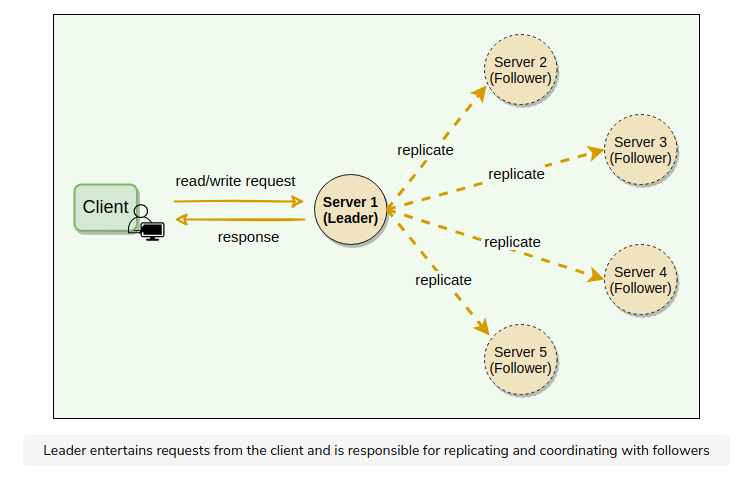 Server 2
(Follower)
Server 3
(Follower)
replicate
replicate
read/write request
Client
Server 1
(Leader)
response
replicate
replicate
Server 4
(Follower)
Server 5
(Follower)
Leader entertains requests from the client and is responsible for replicating and coordinating with followers